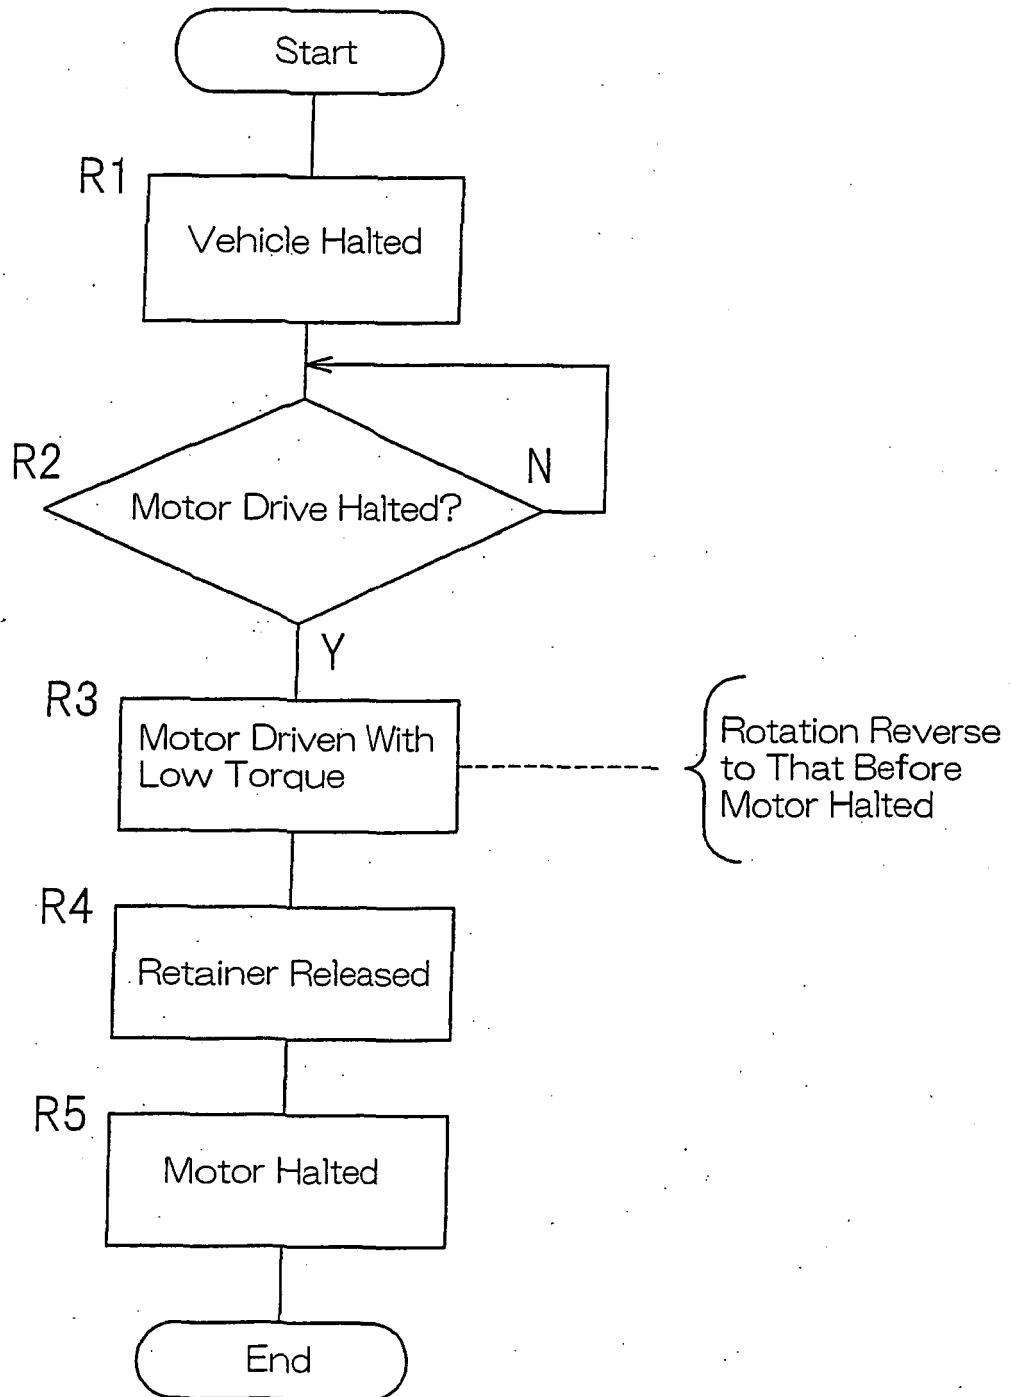 Start
R1
Vehicle Halted
R2
Motor Drive Halted?
N
Y
R3
Motor Driven With
Low Torque
Rotation Reverse
to That Before
Motor Halted
R4
Retainer Released
R5
Motor Halted
End